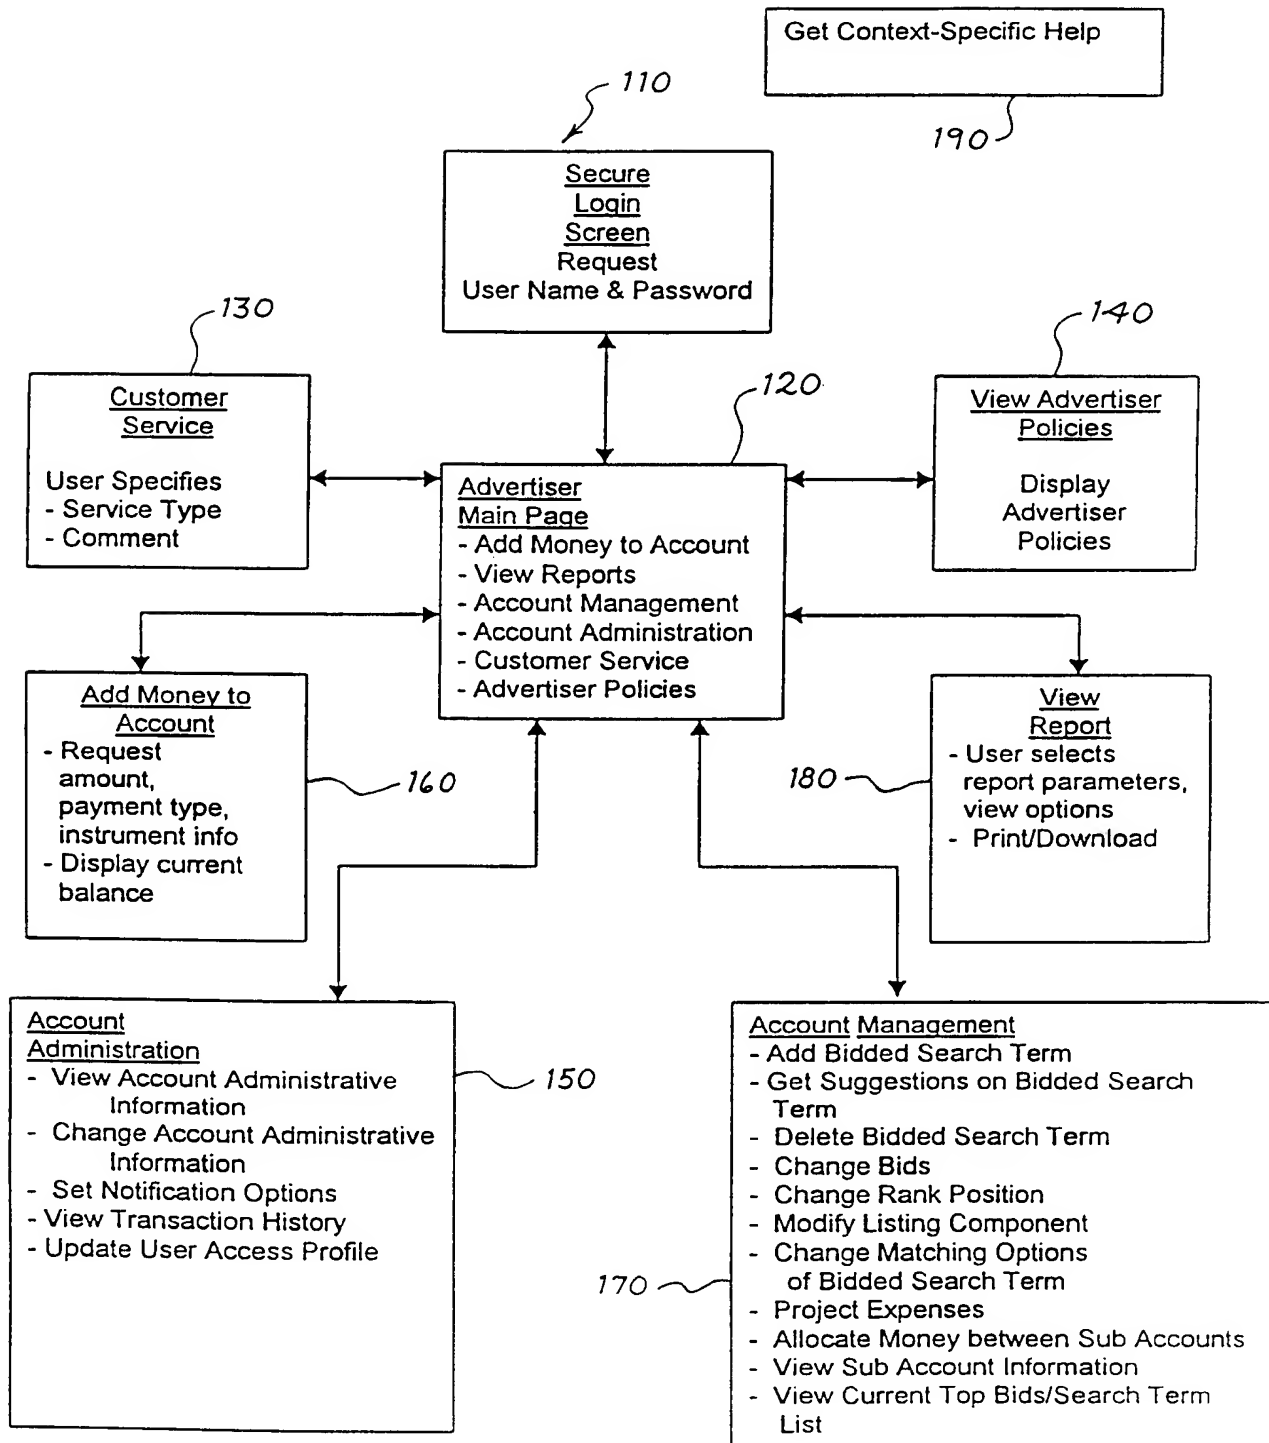 Get Context-Specific Help
190
110
Secure
Login
Screen
Request
User Name & Password
130
Customer
Service
User Specifies
- Service Type
- Comment
120
Advertiser
Main Page
- Add Money to Account
- View Reports
- Account Management
- Account Administration
- Customer Service
- Advertiser Policies
140
View Advertiser
Policies
Display
Advertiser
Policies
Add Money to
Account
- Request
amount,
payment type,
instrument info
- Display current
balance
160
180
View
Report
- User selects
report parameters,
view options
- Print/Download
Account
Administration
- View Account Administrative
Information
- Change Account Administrative
Information
- Set Notification Options
- View Transaction History
- Update User Access Profile
150
170
Account Management
- Add Bidded Search Term
- Get Suggestions on Bidded Search
Term
- Delete Bidded Search Term
- Change Bids
- Change Rank Position
- Modify Listing Component
- Change Matching Options
of Bidded Search Term
- Project Expenses
- Allocate Money between Sub Accounts
- View Sub Account Information
- View Current Top Bids/Search Term
List